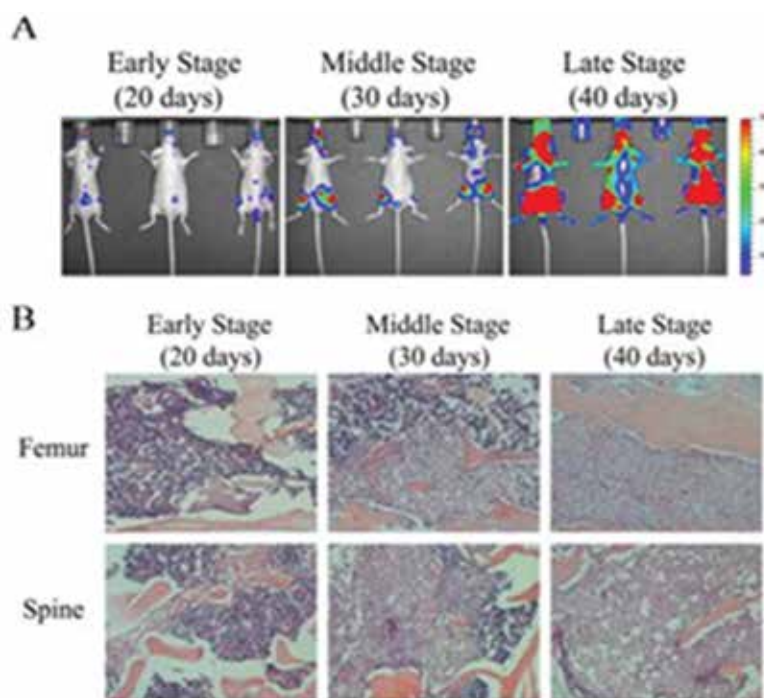 A
Early Stage
(20 days)
Middle Stage
(30 days)
Late Stage
(40 days)
B
Early Stage
(20 days)
Middle Stage
(30 days)
Late Stage
(40 days)
Femur
Spine